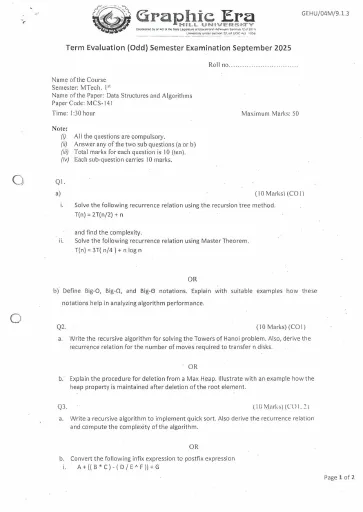 GEHU/04M/9.1.3
Graphic Era
HILL UNIVERSITY
Term Evaluation (Odd) Semester Examination September 2025
Roll no..............................
Name of the Course
Semester: MTech. 1st
Name of the Paper: Data Structures and Algorithms
Paper Code: MCS-141
Time: 1:30 hour Maximum Marks: 50
Note:
(i) All the questions are compulsory.
(ii) Answer any of the two sub questions (a or b)
(iii) Total marks for each question is 10 (ten).
(iv) Each sub-question carries 10 marks.
Q1.
a) (10 Marks) (CO1)
i. Solve the following recurrence relation using the recursion tree method.
T(n) = 2T(n/2) + n
and find the complexity.
ii. Solve the following recurrence relation using Master Theorem.
T(n) = 3T( n/4 ) + n log n
OR
b) Define Big-O, Big-Ω, and Big-Θ notations. Explain with suitable examples how these
notations help in analyzing algorithm performance.
Q2. (10 Marks) (CO1)
a. Write the recursive algorithm for solving the Towers of Hanoi problem. Also, derive the
recurrence relation for the number of moves required to transfer n disks.
OR
b. Explain the procedure for deletion from a Max Heap. Illustrate with an example how the
heap property is maintained after deletion of the root element.
Q3. (10 Marks) (CO1, 2)
a. Write a recursive algorithm to implement quick sort. Also derive the recurrence relation
and compute the complexity of the algorithm.
OR
b. Convert the following infix expression to postfix expression
i. A + (( B * C ) - ( D / E ^ F )) + G
Page 1 of 2